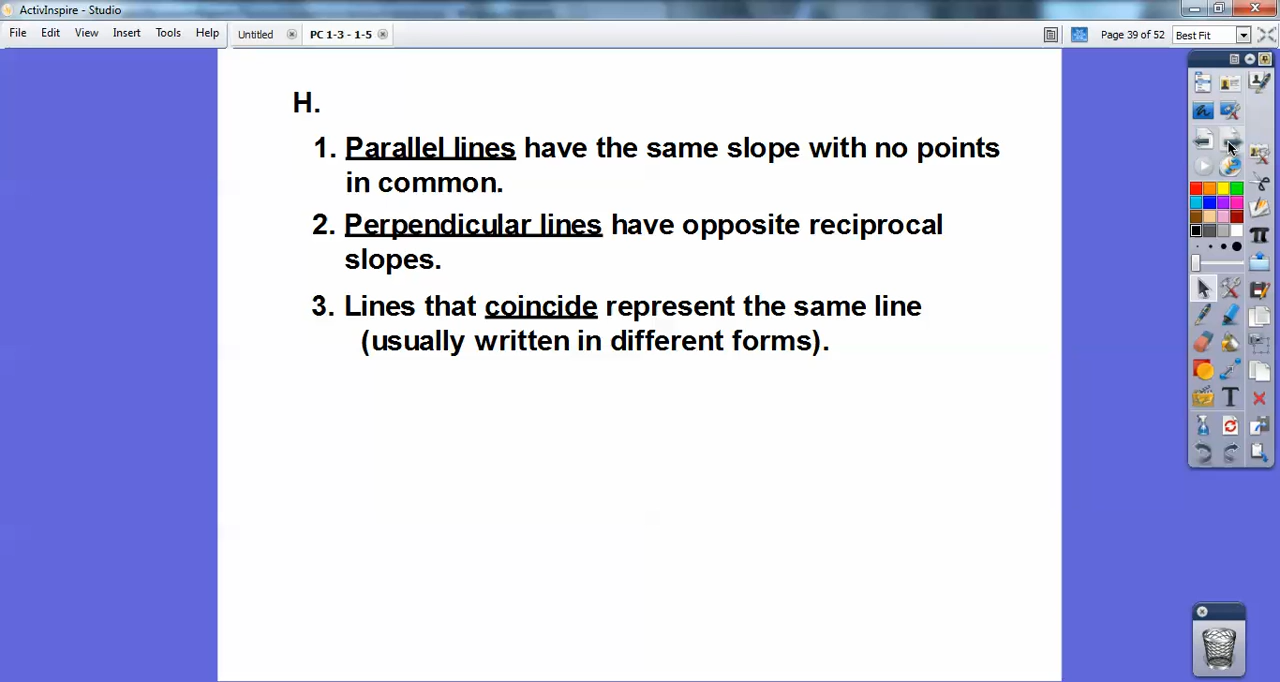 ActivInspire - Studio
File Edit View Insert Tools Help
Untitled
PC 1-3 - 1-5
Page 39 of 52
Best Fit
H.
1. Parallel lines have the same slope with no points
in common.
2. Perpendicular lines have opposite reciprocal
slopes.
3. Lines that coincide represent the same line
(usually written in different forms).